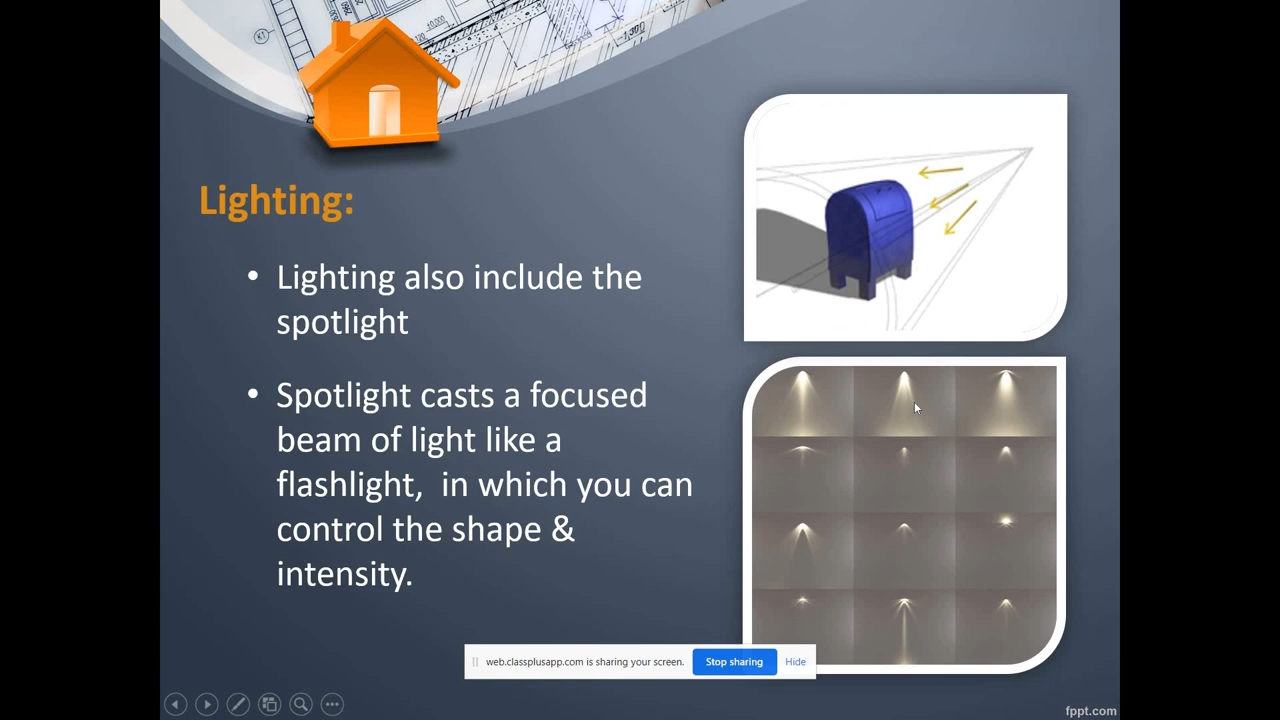 Lighting:
• Lighting also include the
spotlight
• Spotlight casts a focused
beam of light like a
flashlight,  in which you can
control the shape &
intensity.
web.classplusapp.com is sharing your screen. Stop sharing Hide
fppt.com